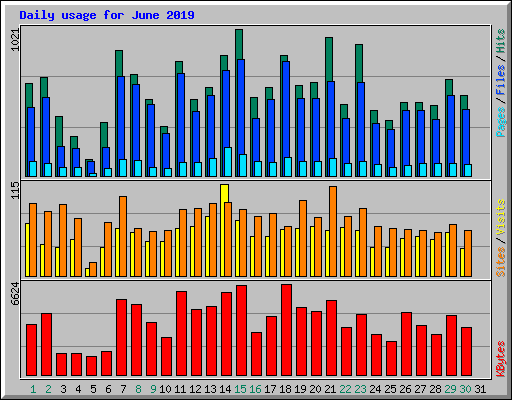 Daily usage for June 2019
1021
Pages / Files / Hits
115
Sites / Visits
6624
KBytes
1 2 3 4 5 6 7 8 9 10 11 12 13 14 15 16 17 18 19 20 21 22 23 24 25 26 27 28 29 30 31